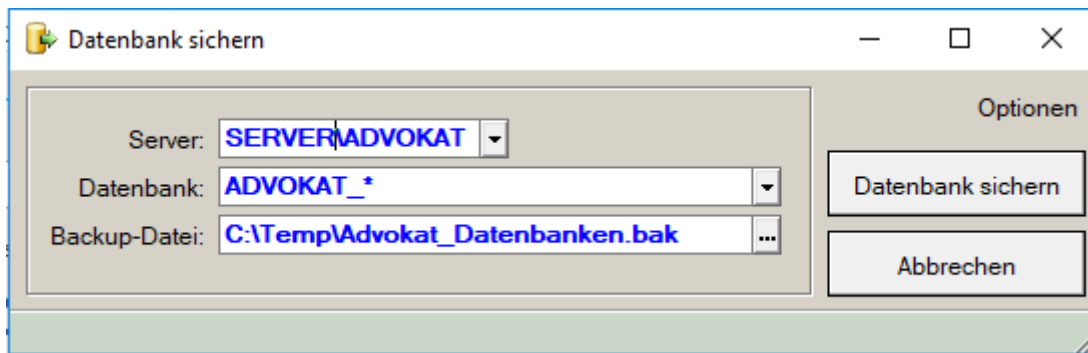 Datenbank sichern
Optionen
Server: SERVER\ADVOKAT
Datenbank: ADVOKAT_*
Datenbank sichern
Backup-Datei: C:\Temp\Advokat_Datenbanken.bak
...
Abbrechen